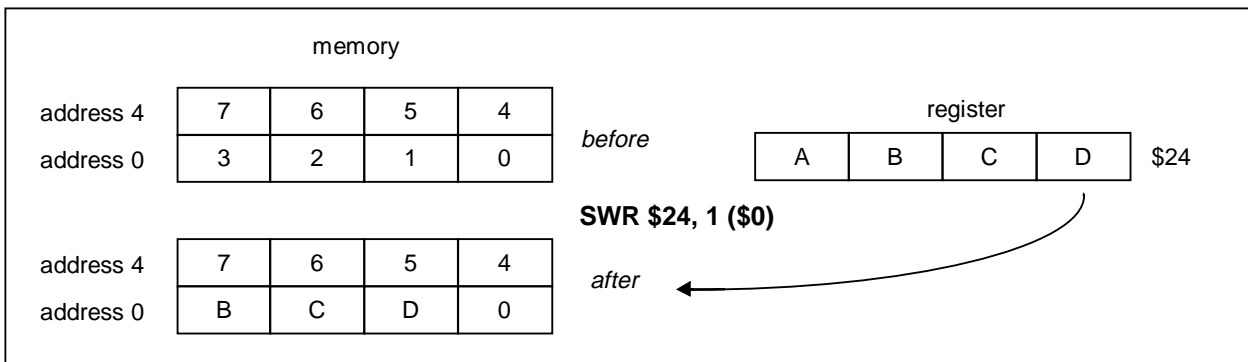 memory
address 4 7 6 5 4
address 0 3 2 1 0
before
register
A B C D $24
SWR $24, 1 ($0)
address 4 7 6 5 4
address 0 B C D 0
after